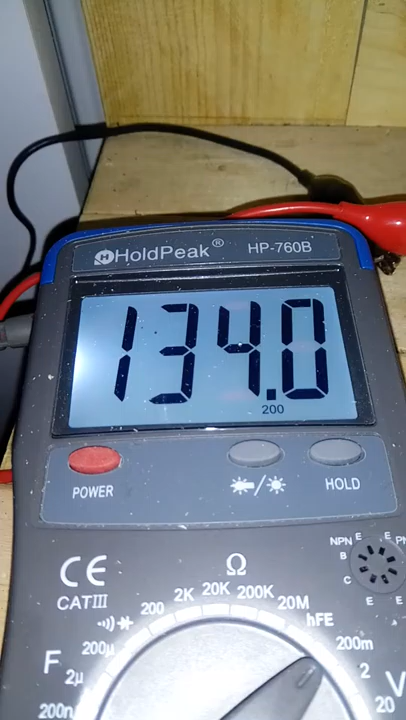 HoldPeak® HP-760B
134.0
200
POWER
HOLD
CE
CATIII
Ω
200 2K 20K 200K 20M
hFE
200m
2
V
20
F
200μ
2μ
200n
NPN
E E
B
C
E E